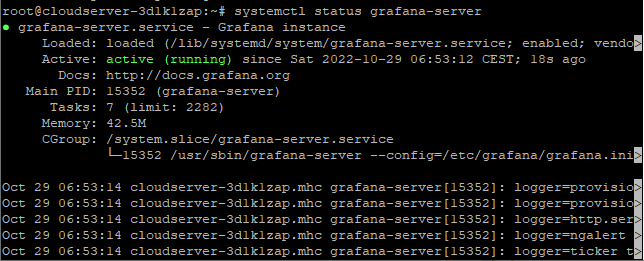 root@cloudserver-3dlklzap:~# systemctl status grafana-server
● grafana-server.service - Grafana instance
Loaded: loaded (/lib/systemd/system/grafana-server.service; enabled; vendo>
Active: active (running) since Sat 2022-10-29 06:53:12 CEST; 18s ago
Docs: http://docs.grafana.org
Main PID: 15352 (grafana-server)
Tasks: 7 (limit: 2282)
Memory: 42.5M
CGroup: /system.slice/grafana-server.service
└─15352 /usr/sbin/grafana-server --config=/etc/grafana/grafana.ini>
Oct 29 06:53:14 cloudserver-3dlklzap.mhc grafana-server[15352]: logger=provisio>
Oct 29 06:53:14 cloudserver-3dlklzap.mhc grafana-server[15352]: logger=provisio>
Oct 29 06:53:14 cloudserver-3dlklzap.mhc grafana-server[15352]: logger=http.ser>
Oct 29 06:53:14 cloudserver-3dlklzap.mhc grafana-server[15352]: logger=ngalert >
Oct 29 06:53:14 cloudserver-3dlklzap.mhc grafana-server[15352]: logger=ticker t>